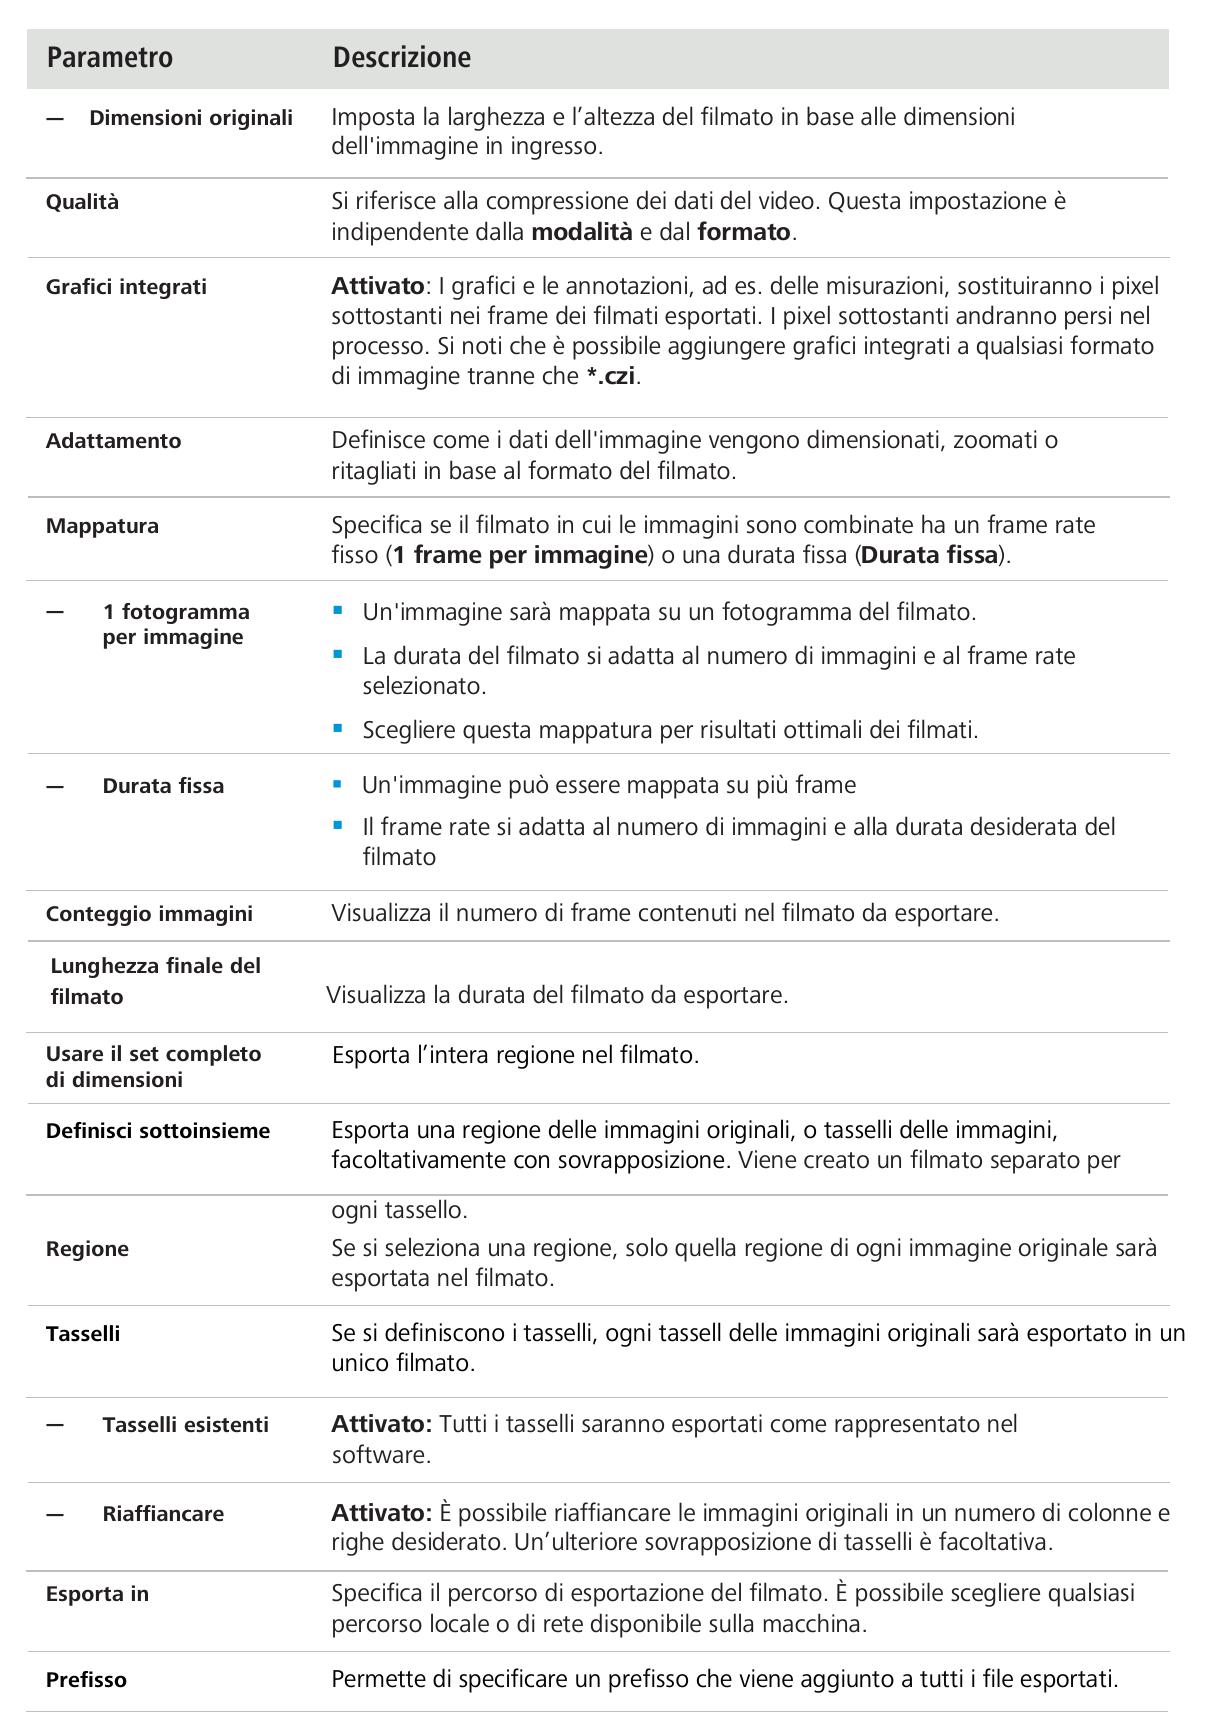 Parametro Descrizione
— Dimensioni originali Imposta la larghezza e l’altezza del filmato in base alle dimensioni
dell'immagine in ingresso.
Qualità Si riferisce alla compressione dei dati del video. Questa impostazione è
indipendente dalla modalità e dal formato.
Grafici integrati Attivato: I grafici e le annotazioni, ad es. delle misurazioni, sostituiranno i pixel
sottostanti nei frame dei filmati esportati. I pixel sottostanti andranno persi nel
processo. Si noti che è possibile aggiungere grafici integrati a qualsiasi formato
di immagine tranne che *.czi.
Adattamento Definisce come i dati dell'immagine vengono dimensionati, zoomati o
ritagliati in base al formato del filmato.
Mappatura Specifica se il filmato in cui le immagini sono combinate ha un frame rate
fisso (1 frame per immagine) o una durata fissa (Durata fissa).
— 1 fotogramma
per immagine
▪ Un'immagine sarà mappata su un fotogramma del filmato.
▪ La durata del filmato si adatta al numero di immagini e al frame rate
selezionato.
▪ Scegliere questa mappatura per risultati ottimali dei filmati.
— Durata fissa ▪ Un'immagine può essere mappata su più frame
▪ Il frame rate si adatta al numero di immagini e alla durata desiderata del
filmato
Conteggio immagini Visualizza il numero di frame contenuti nel filmato da esportare.
Lunghezza finale del
filmato Visualizza la durata del filmato da esportare.
Usare il set completo
di dimensioni
Esporta l’intera regione nel filmato.
Definisci sottoinsieme Esporta una regione delle immagini originali, o tasselli delle immagini,
facoltativamente con sovrapposizione. Viene creato un filmato separato per
ogni tassello.
Regione Se si seleziona una regione, solo quella regione di ogni immagine originale sarà
esportata nel filmato.
Tasselli Se si definiscono i tasselli, ogni tassell delle immagini originali sarà esportato in un
unico filmato.
— Tasselli esistenti Attivato: Tutti i tasselli saranno esportati come rappresentato nel
software.
— Riaffiancare Attivato: È possibile riaffiancare le immagini originali in un numero di colonne e
righe desiderato. Un’ulteriore sovrapposizione di tasselli è facoltativa.
Esporta in Specifica il percorso di esportazione del filmato. È possibile scegliere qualsiasi
percorso locale o di rete disponibile sulla macchina.
Prefisso Permette di specificare un prefisso che viene aggiunto a tutti i file esportati.